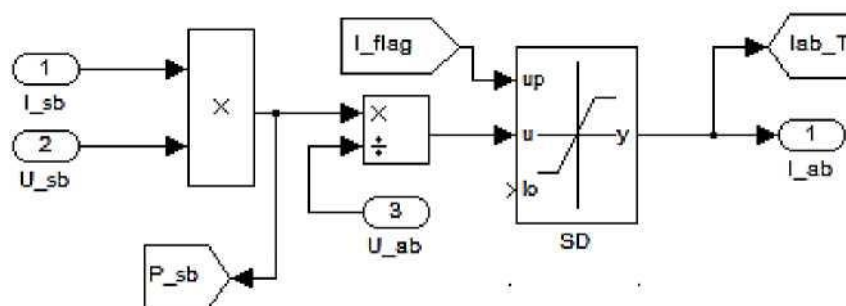 1
I_sb
2
U_sb
×
P_sb
×
÷
3
U_ab
I_flag
up
u
lo
y
SD
Iab_T
1
I_ab